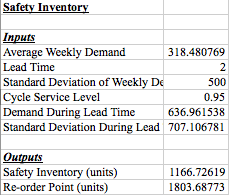 Safety Inventory
Inputs
Average Weekly Demand 318.480769
Lead Time 2
Standard Deviation of Weekly De 500
Cycle Service Level 0.95
Demand During Lead Time 636.961538
Standard Deviation During Lead 707.106781
Outputs
Safety Inventory (units) 1166.72619
Re-order Point (units) 1803.68773